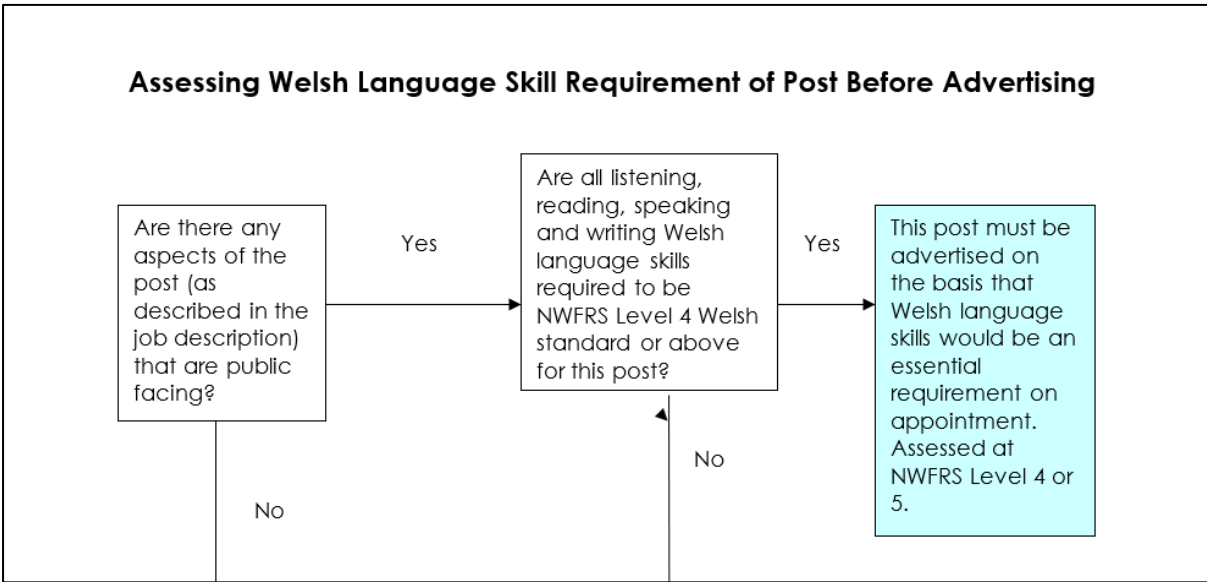 Assessing Welsh Language Skill Requirement of Post Before Advertising
Are there any
aspects of the
post (as
described in the
job description)
that are public
facing?
Yes
No
Are all listening,
reading, speaking
and writing Welsh
language skills
required to be
NWFRS Level 4 Welsh
standard or above
for this post?
Yes
No
This post must be
advertised on
the basis that
Welsh language
skills would be an
essential
requirement on
appointment.
Assessed at
NWFRS Level 4 or
5.